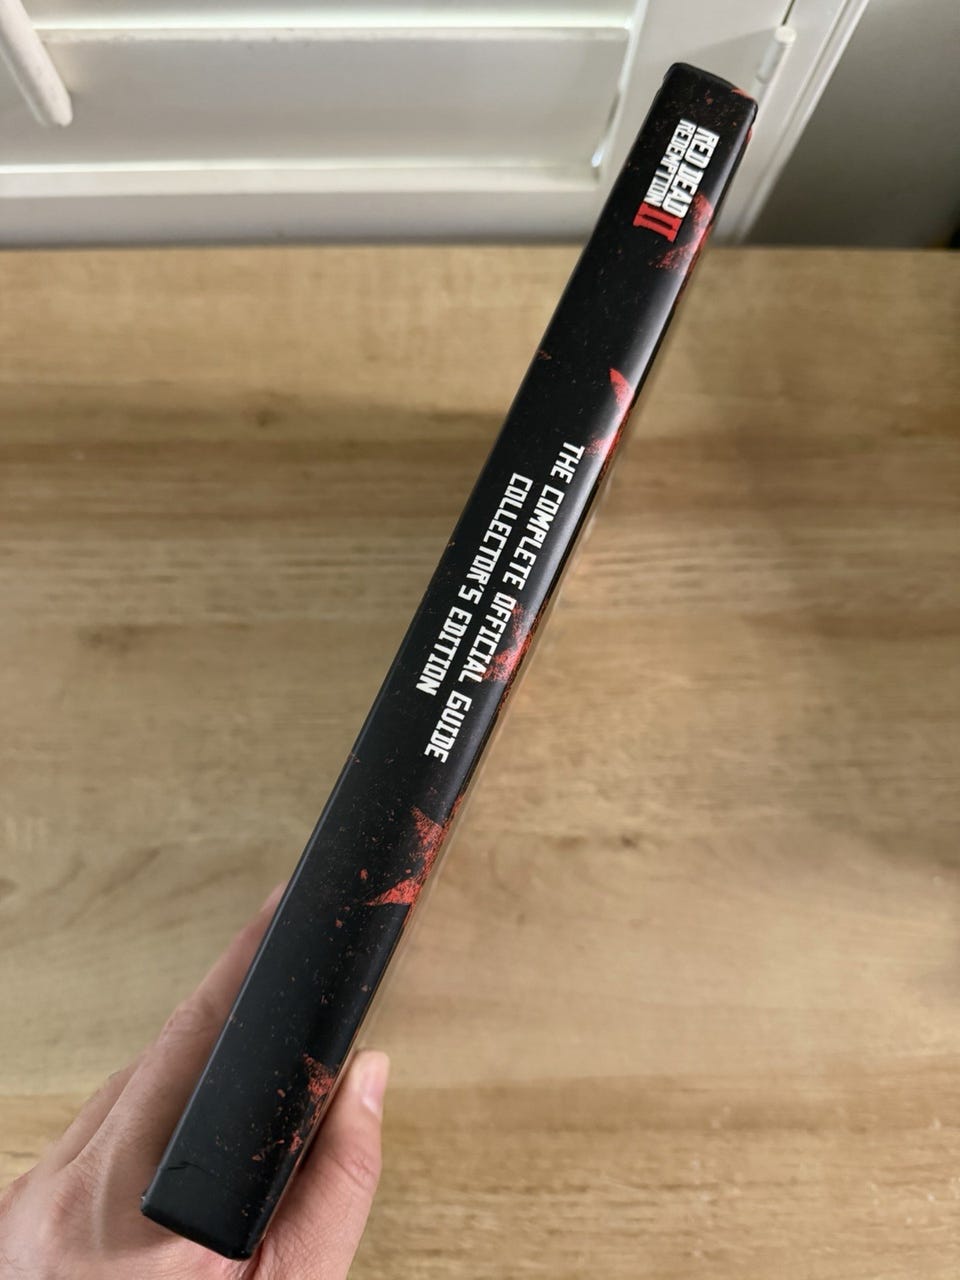 RED DEAD
REDEMPTION II
THE COMPLETE OFFICIAL GUIDE
COLLECTOR'S EDITION